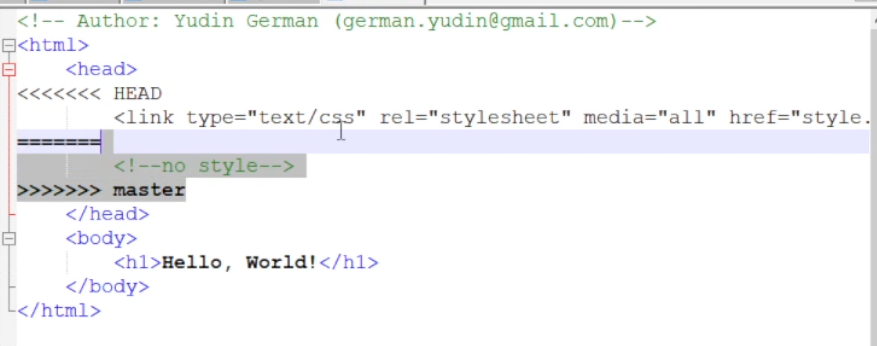 <!-- Author: Yudin German (german.yudin@gmail.com)-->
<html>
<head>
<<<<<<< HEAD
<link type="text/css" rel="stylesheet" media="all" href="style.
=======
<!--no style-->
>>>>>>> master
</head>
<body>
<h1>Hello, World!</h1>
</body>
</html>